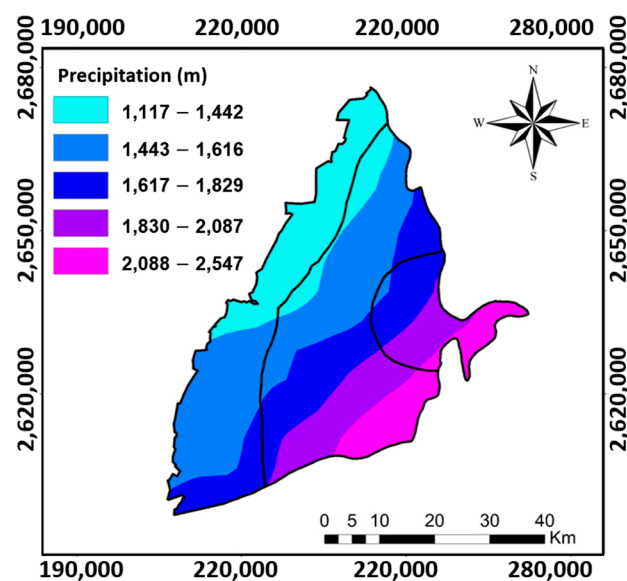 190,000 220,000 220,000 280,000
2,680,000 2,680,000
Precipitation (m)
1,117 – 1,442
1,443 – 1,616
1,617 – 1,829
1,830 – 2,087
2,088 – 2,547
N
W E
S
2,650,000 2,650,000
2,620,000 2,620,000
0 5 10 20 30 40
Km
190,000 220,000 220,000 280,000